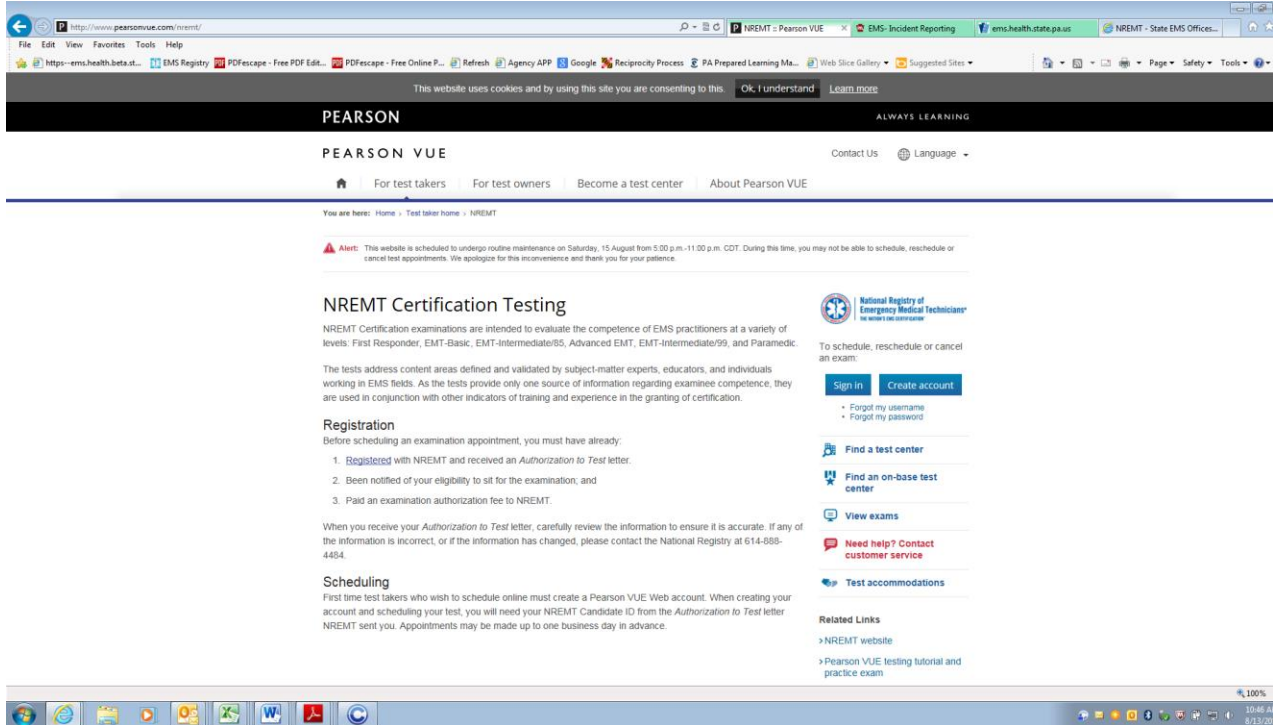 http://www.pearsonvue.com/nremt/
NREMT :: Pearson VUE
EMS- Incident Reporting
ems.health.state.pa.us
NREMT - State EMS Offices...
File Edit View Favorites Tools Help
https--ems.health.beta.st... EMS Registry PDFescape - Free PDF Edit... PDFescape - Free Online P... Refresh Agency APP Google Reciprocity Process PA Prepared Learning Ma... Web Slice Gallery Suggested Sites Page Safety Tools
This website uses cookies and by using this site you are consenting to this. Ok, I understand Learn more
PEARSON ALWAYS LEARNING
PEARSON VUE Contact Us Language
For test takers For test owners Become a test center About Pearson VUE
You are here: Home › Test taker home › NREMT
Alert: This website is scheduled to undergo routine maintenance on Saturday, 15 August from 5:00 p.m.-11:00 p.m. CDT. During this time, you may not be able to schedule, reschedule or
cancel test appointments. We apologize for this inconvenience and thank you for your patience.
NREMT Certification Testing
NREMT Certification examinations are intended to evaluate the competence of EMS practitioners at a variety of
levels: First Responder, EMT-Basic, EMT-Intermediate/85, Advanced EMT, EMT-Intermediate/99, and Paramedic.
The tests address content areas defined and validated by subject-matter experts, educators, and individuals
working in EMS fields. As the tests provide only one source of information regarding examinee competence, they
are used in conjunction with other indicators of training and experience in the granting of certification.
Registration
Before scheduling an examination appointment, you must have already:
1. Registered with NREMT and received an Authorization to Test letter.
2. Been notified of your eligibility to sit for the examination; and
3. Paid an examination authorization fee to NREMT.
When you receive your Authorization to Test letter, carefully review the information to ensure it is accurate. If any of
the information is incorrect, or if the information has changed, please contact the National Registry at 614-888-
4484.
Scheduling
First time test takers who wish to schedule online must create a Pearson VUE Web account. When creating your
account and scheduling your test, you will need your NREMT Candidate ID from the Authorization to Test letter
NREMT sent you. Appointments may be made up to one business day in advance.
National Registry of
Emergency Medical Technicians®
THE NATION'S EMS CERTIFICATION
To schedule, reschedule or cancel
an exam:
Sign in Create account
• Forgot my username
• Forgot my password
Find a test center
Find an on-base test
center
View exams
Need help? Contact
customer service
Test accommodations
Related Links
> NREMT website
> Pearson VUE testing tutorial and
practice exam
100%
10:46 A
8/13/20